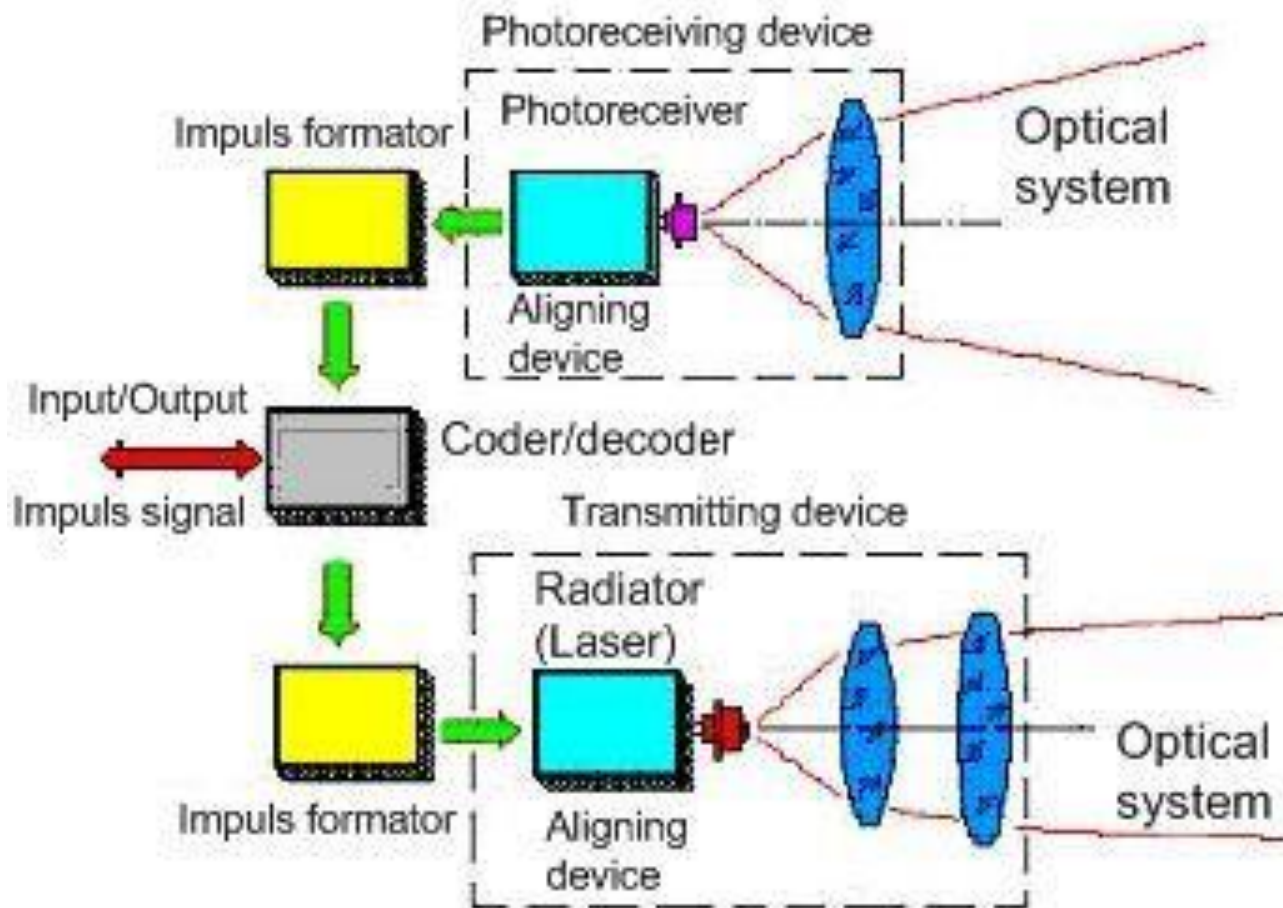 Photoreceiving device
Photoreceiver
Impuls formator
Optical
system
Aligning
device
Input/Output
Coder/decoder
Impuls signal
Transmitting device
Radiator
(Laser)
Optical
system
Impuls formator
Aligning
device